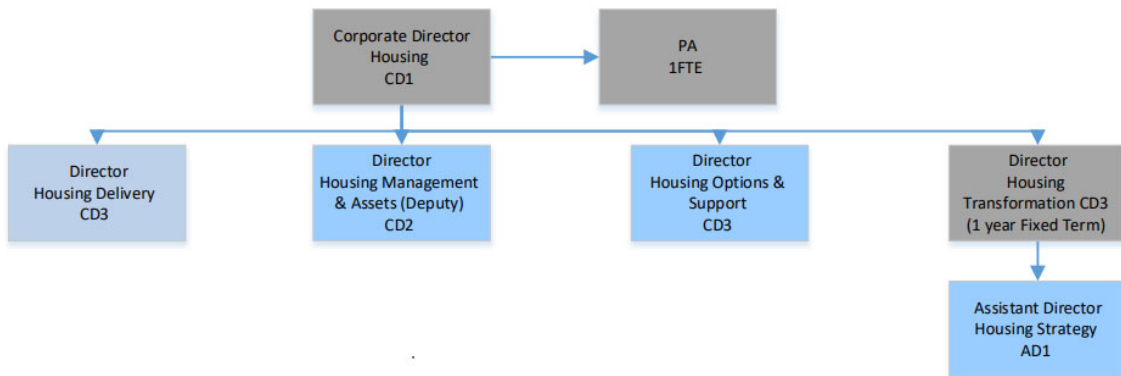 Corporate Director
Housing
CD1
PA
1FTE
Director
Housing Delivery
CD3
Director
Housing Management
& Assets (Deputy)
CD2
Director
Housing Options &
Support
CD3
Director
Housing
Transformation CD3
(1 year Fixed Term)
Assistant Director
Housing Strategy
AD1
.